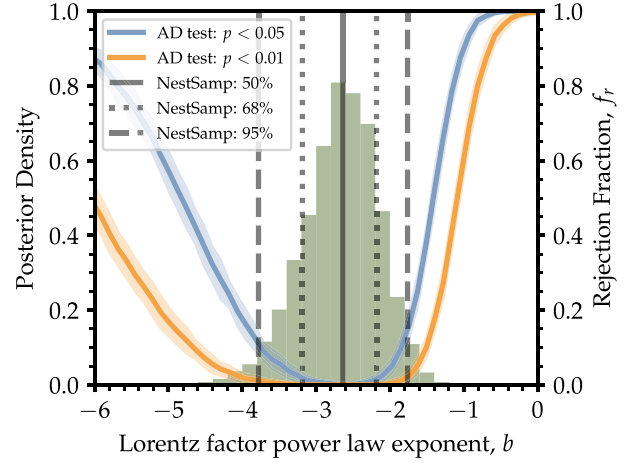 AD test: p < 0.05
AD test: p < 0.01
NestSamp: 50%
NestSamp: 68%
NestSamp: 95%
Posterior Density
Rejection Fraction, f_r
1.0
0.8
0.6
0.4
0.2
0.0
1.0
0.8
0.6
0.4
0.2
0.0
−6 −5 −4 −3 −2 −1 0
Lorentz factor power law exponent, b